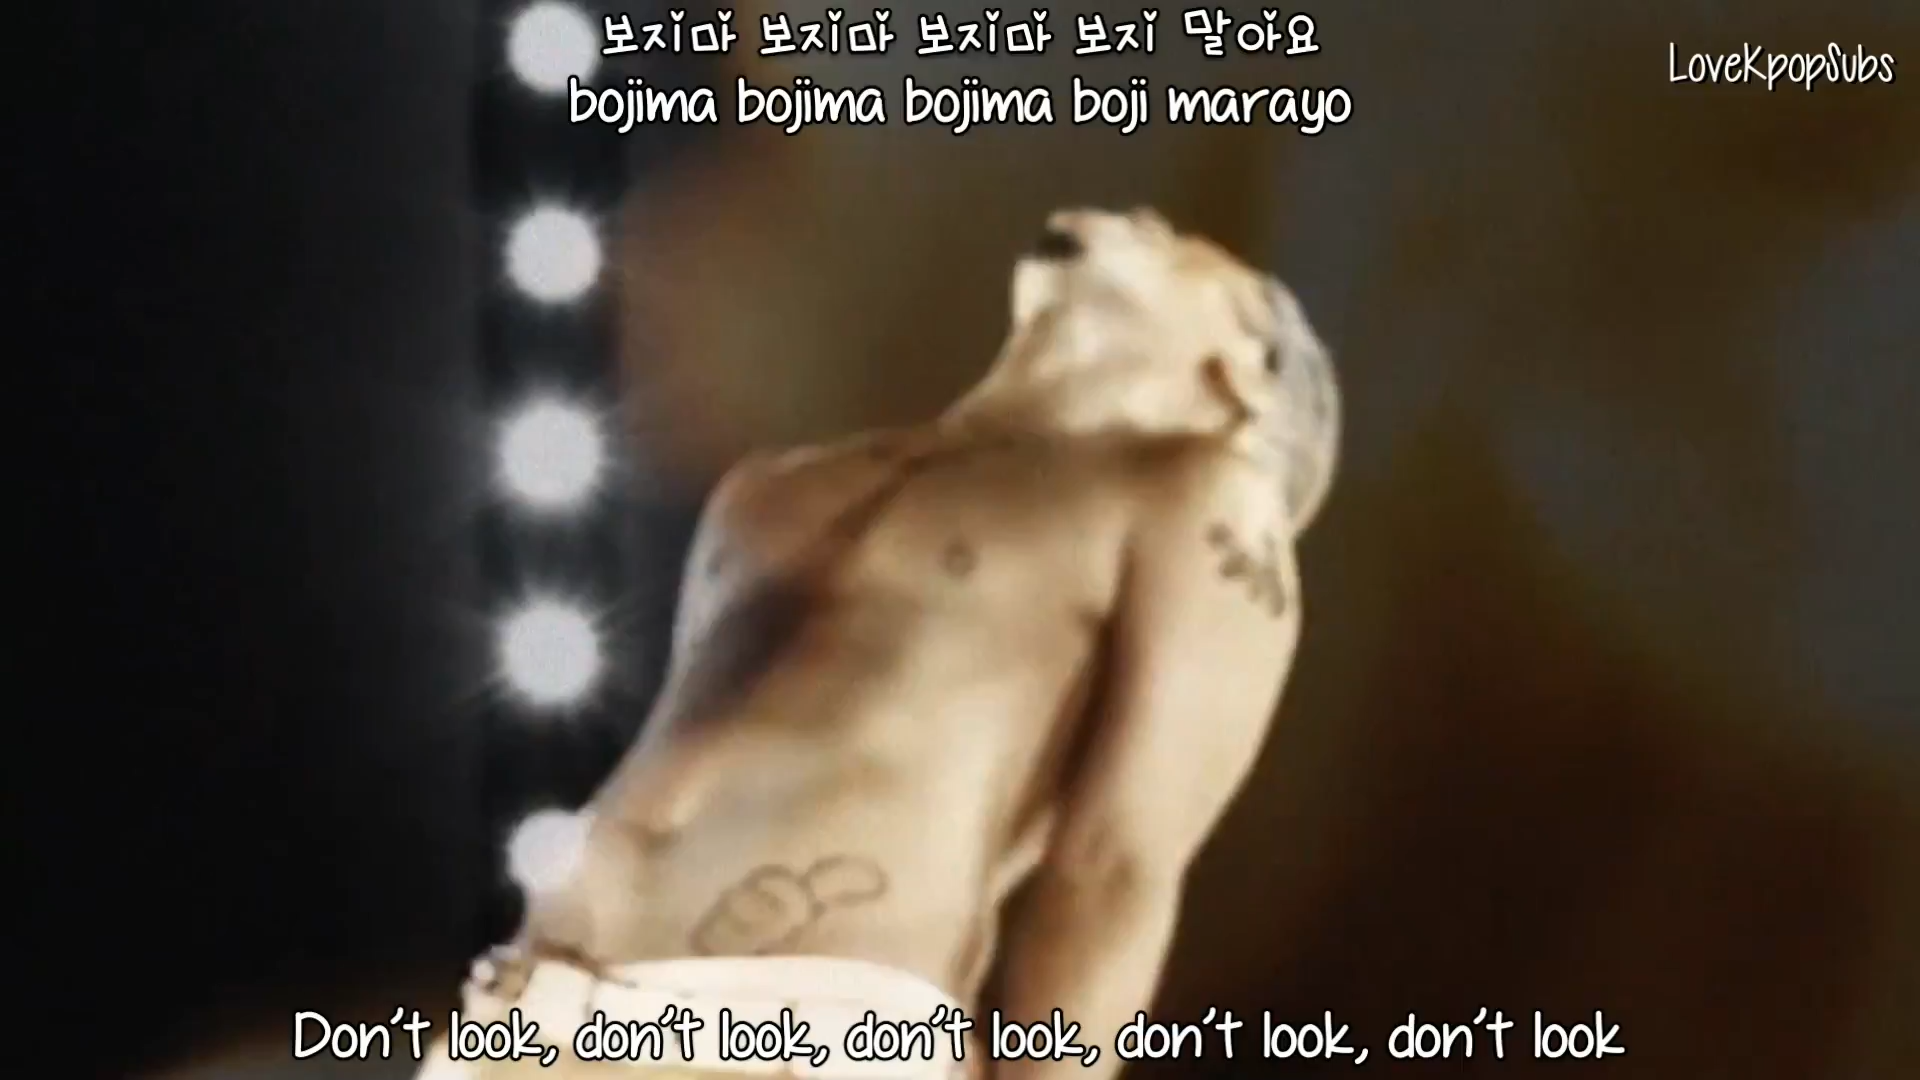 보지마 보지마 보지마 보지 말아요
LoveKpopSubs
bojima bojima bojima boji marayo
Don't look, don't look, don't look, don't look, don't look